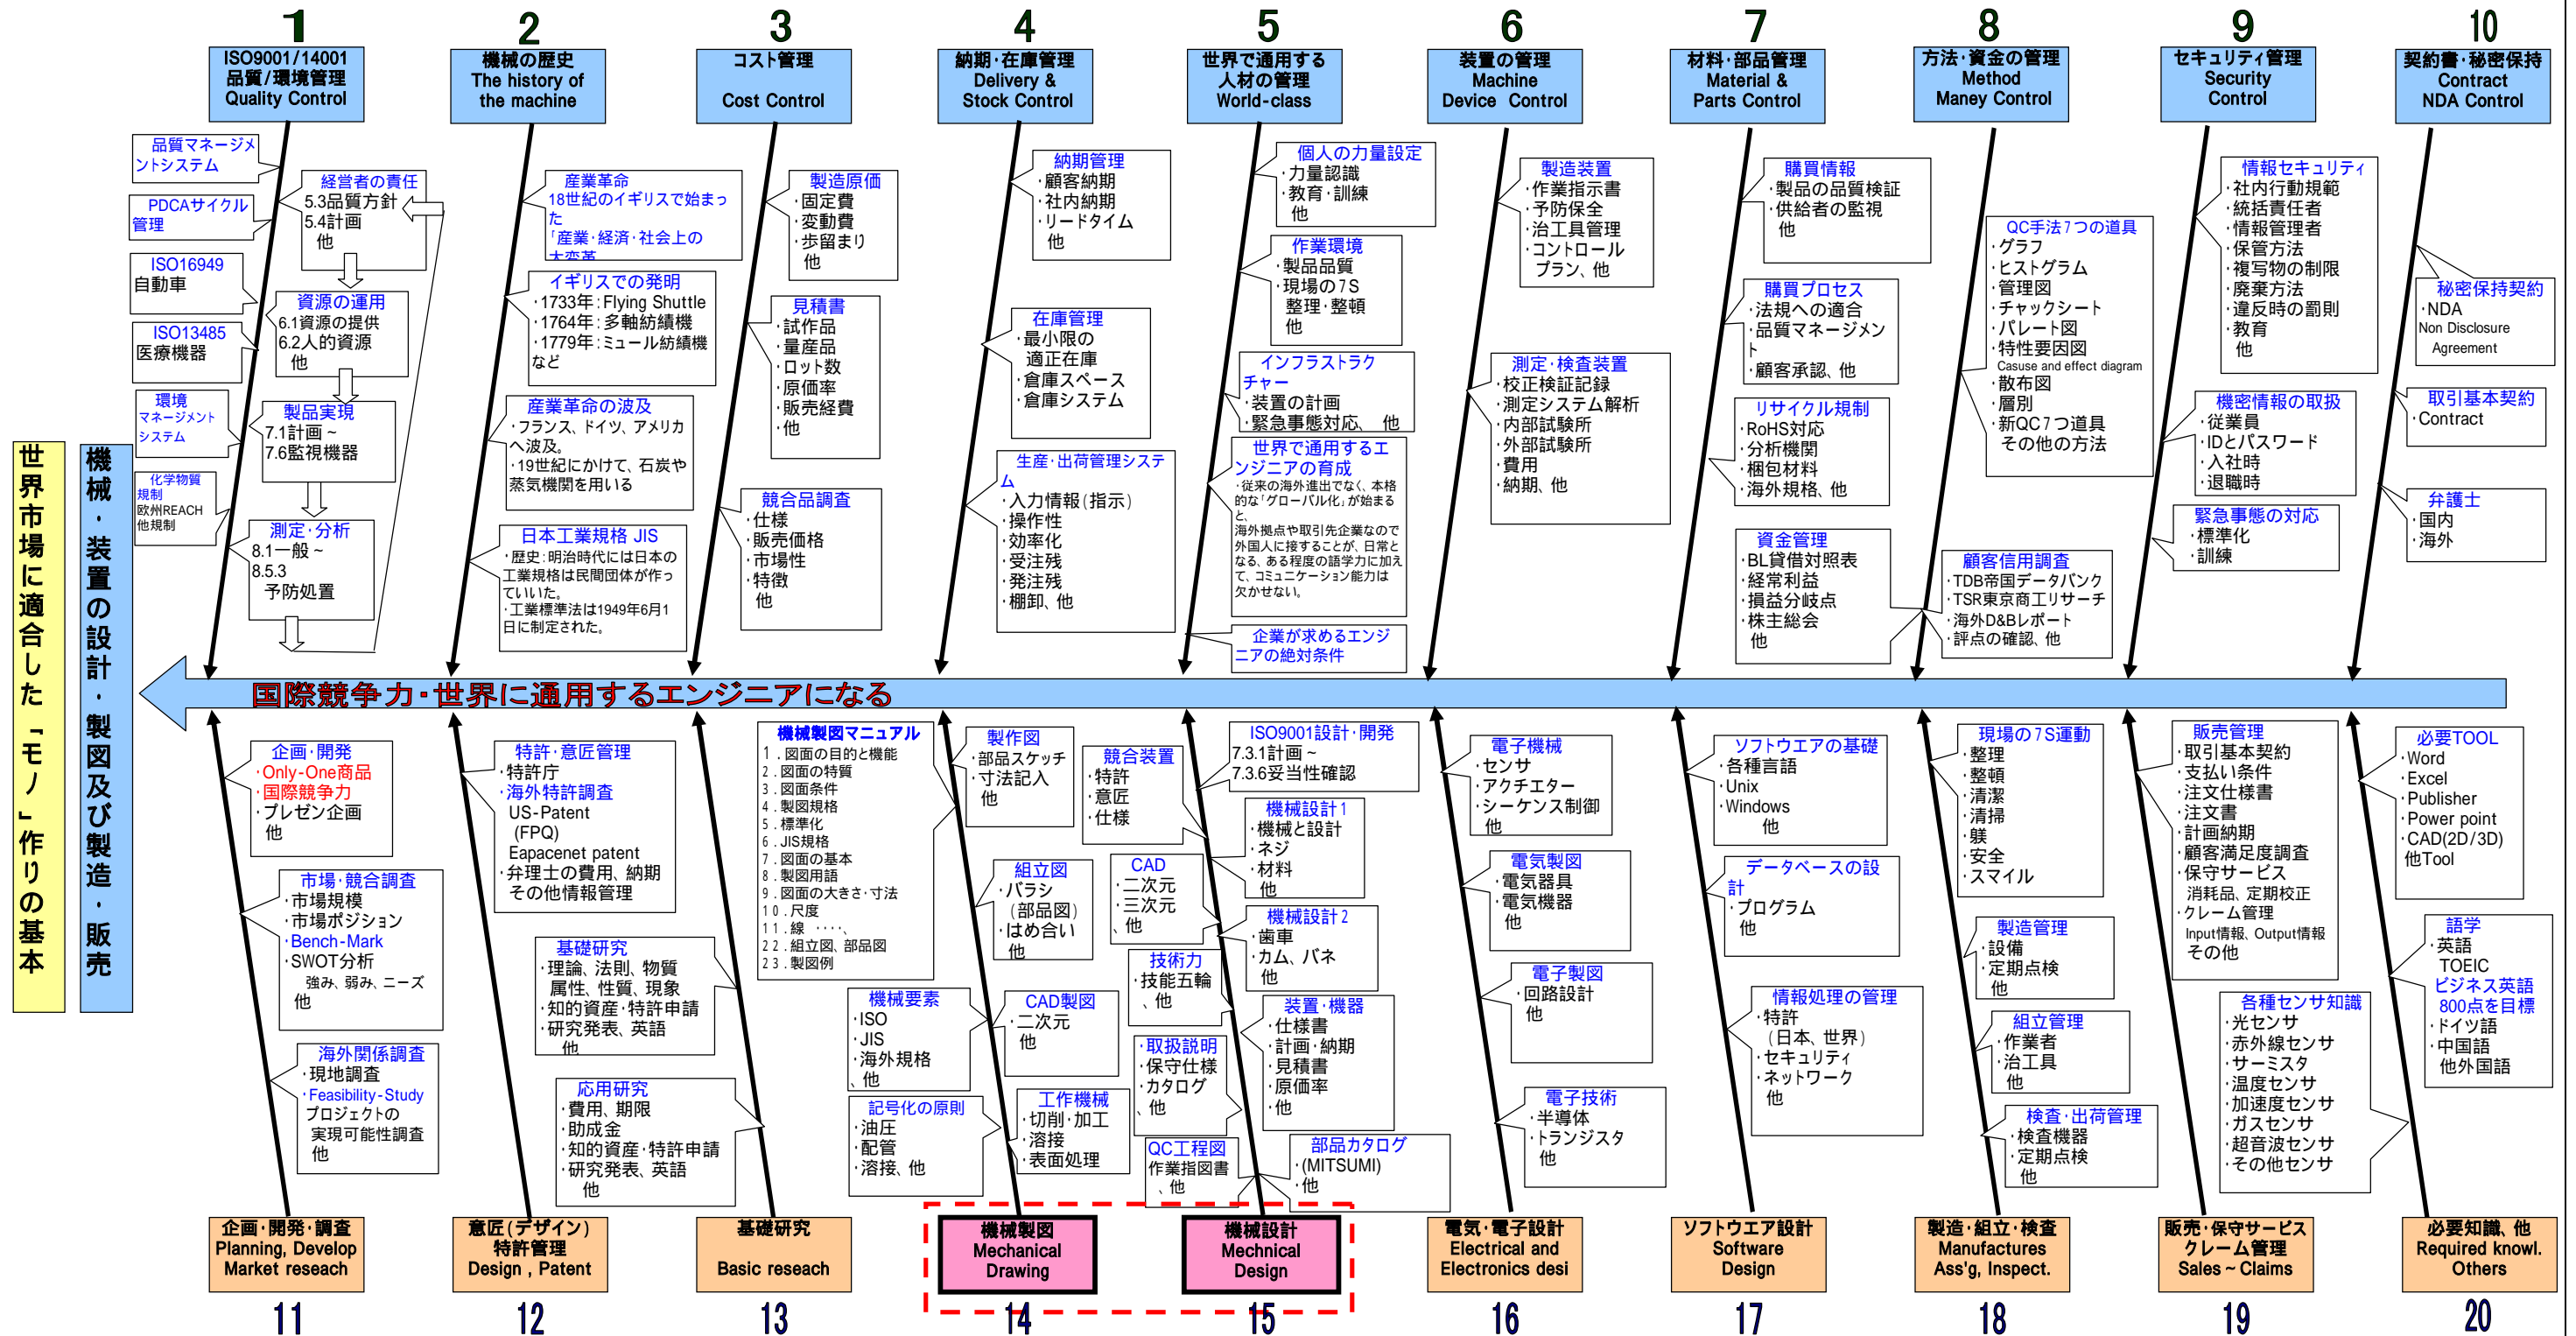 1
ISO9001/14001
品質/環境管理
Quality Control
2
機械の歴史
The history of
the machine
3
コスト管理
Cost Control
4
納期・在庫管理
Delivery &
Stock Control
5
世界で通用する
人材の管理
World-class
6
装置の管理
Machine
Device Control
7
材料・部品管理
Material &
Parts Control
8
方法・資金の管理
Method
Maney Control
9
セキュリティ管理
Security
Control
10
契約書・秘密保持
Contract
NDA Control
品質マネージメ
ントシステム
PDCAサイクル
管理
ISO16949
自動車
ISO13485
医療機器
環境
マネージメント
システム
化学物質
規制
欧州REACH
他規制
経営者の責任
5.3品質方針
5.4計画
他
資源の運用
6.1資源の提供
6.2人的資源
他
製品実現
7.1計画～
7.6監視機器
測定・分析
8.1一般～
8.5.3
予防処置
産業革命
18世紀のイギリスで始まっ
た
「産業・経済・社会上の
大変革
イギリスでの発明
・1733年：Flying Shuttle
・1764年：多軸紡績機
・1779年：ミュール紡績機
など
産業革命の波及
・フランス、ドイツ、アメリカ
へ波及。
・19世紀にかけて、石炭や
蒸気機関を用いる
日本工業規格 JIS
・歴史：明治時代には日本の
工業規格は民間団体が作っ
ていいた。
・工業標準法は1949年6月1
日に制定された。
製造原価
・固定費
・変動費
・歩留まり
他
見積書
・試作品
・量産品
・ロット数
・原価率
・販売経費
・他
競合品調査
・仕様
・販売価格
・市場性
・特徴
他
納期管理
・顧客納期
・社内納期
・リードタイム
他
在庫管理
・最小限の
適正在庫
・倉庫スペース
・倉庫システム
生産・出荷管理システ
ム
・入力情報（指示）
・操作性
・効率化
・受注残
・発注残
・棚卸、他
個人の力量設定
・力量認識
・教育・訓練
他
作業環境
・製品品質
・現場の7S
整理・整頓
他
インフラストラク
チャー
・装置の計画
・緊急事態対応、他
世界で通用するエ
ンジニアの育成
・従来の海外進出でなく、本格
的な「グローバル化」が始まる
と、
海外拠点や取引先企業なので
外国人に接することが、日常と
なる、ある程度の語学力に加え
て、コミュニケーション能力は
欠かせない。
企業が求めるエンジ
ニアの絶対条件
製造装置
・作業指示書
・予防保全
・治工具管理
・コントロール
プラン、他
測定・検査装置
・校正検証記録
・測定システム解析
・内部試験所
・外部試験所
・費用
・納期、他
購買情報
・製品の品質検証
・供給者の監視
他
購買プロセス
・法規への適合
・品質マネージメン
ト
・顧客承認、他
リサイクル規制
・RoHS対応
・分析機関
・梱包材料
・海外規格、他
資金管理
・BL貸借対照表
・経常利益
・損益分岐点
・株主総会
他
QC手法7つの道具
・グラフ
・ヒストグラム
・管理図
・チャックシート
・パレート図
・特性要因図
Casuse and effect diagram
・散布図
・層別
・新QC7つ道具
その他の方法
顧客信用調査
・TDB帝国データバンク
・TSR東京商工リサーチ
・海外D&Bレポート
・評点の確認、他
情報セキュリティ
・社内行動規範
・統括責任者
・情報管理者
・保管方法
・複写物の制限
・廃棄方法
・違反時の罰則
・教育
他
機密情報の取扱
・従業員
・IDとパスワード
・入社時
・退職時
緊急事態の対応
・標準化
・訓練
秘密保持契約
・NDA
Non Disclosure
Agreement
取引基本契約
・Contract
弁護士
・国内
・海外
世界市場に適合した「モノ」作りの基本
機械・装置の設計・製図及び製造・販売
国際競争力・世界に通用するエンジニアになる
企画・開発
・Only-One商品
・国際競争力
・プレゼン企画
他
市場・競合調査
・市場規模
・市場ポジション
・Bench-Mark
・SWOT分析
強み、弱み、ニーズ
他
海外関係調査
・現地調査
・Feasibility-Study
プロジェクトの
実現可能性調査
他
特許・意匠管理
・特許庁
・海外特許調査
US-Patent
(FPQ)
Eapacenet patent
・弁理士の費用、納期
その他情報管理
基礎研究
・理論、法則、物質
属性、性質、現象
・知的資産・特許申請
・研究発表、英語
他
応用研究
・費用、期限
・助成金
・知的資産・特許申請
・研究発表、英語
他
機械製図マニュアル
１．図面の目的と機能
２．図面の特質
３．図面条件
４．製図規格
５．標準化
６．JIS規格
７．図面の基本
８．製図用語
９．図面の大きさ・寸法
１０．尺度
１１．線 ‥‥、
２２．組立図、部品図
２３．製図例
機械要素
・ISO
・JIS
・海外規格
、他
記号化の原則
・油圧
・配管
・溶接、他
製作図
・部品スケッチ
・寸法記入
他
組立図
・バラシ
（部品図）
・はめ合い
他
CAD製図
・二次元
他
工作機械
・切削・加工
・溶接
・表面処理
競合装置
・特許
・意匠
・仕様
CAD
・二次元
・三次元
、他
技術力
・技能五輪
、他
・取扱説明
・保守仕様
・カタログ
、他
QC工程図
作業指図書
、他
ISO9001設計・開発
7.3.1計画～
7.3.6妥当性確認
機械設計1
・機械と設計
・ネジ
・材料
他
機械設計2
・歯車
・カム、バネ
他
装置・機器
・仕様書
・計画・納期
・見積書
・原価率
・他
部品カタログ
・(MITSUMI)
・他
電子機械
・センサ
・アクチエター
・シーケンス制御
他
電気製図
・電気器具
・電気機器
他
電子製図
・回路設計
他
電子技術
・半導体
・トランジスタ
他
ソフトウエアの基礎
・各種言語
・Unix
・Windows
他
データベースの設
計
・プログラム
他
情報処理の管理
・特許
（日本、世界）
・セキュリティ
・ネットワーク
他
現場の7S運動
・整理
・整頓
・清潔
・清掃
・躾
・安全
・スマイル
製造管理
・設備
・定期点検
他
組立管理
・作業者
・治工具
他
検査・出荷管理
・検査機器
・定期点検
他
販売管理
・取引基本契約
・支払い条件
・注文仕様書
・注文書
・計画納期
・顧客満足度調査
・保守サービス
消耗品、定期校正
・クレーム管理
Input情報、Output情報
その他
各種センサ知識
・光センサ
・赤外線センサ
・サーミスタ
・温度センサ
・加速度センサ
・ガスセンサ
・超音波センサ
・その他センサ
必要TOOL
・Word
・Excel
・Publisher
・Power point
・CAD(2D/3D)
他Tool
語学
・英語
TOEIC
ビジネス英語
800点を目標
・ドイツ語
・中国語
他外国語
企画・開発・調査
Planning, Develop
Market reseach
11
意匠(デザイン)
特許管理
Design , Patent
12
基礎研究
Basic reseach
13
機械製図
Mechanical
Drawing
14
機械設計
Mechnical
Design
15
電気・電子設計
Electrical and
Electronics desi
16
ソフトウエア設計
Software
Design
17
製造・組立・検査
Manufactures
Ass'g, Inspect.
18
販売・保守サービス
クレーム管理
Sales～Claims
19
必要知識、他
Required knowl.
Others
20